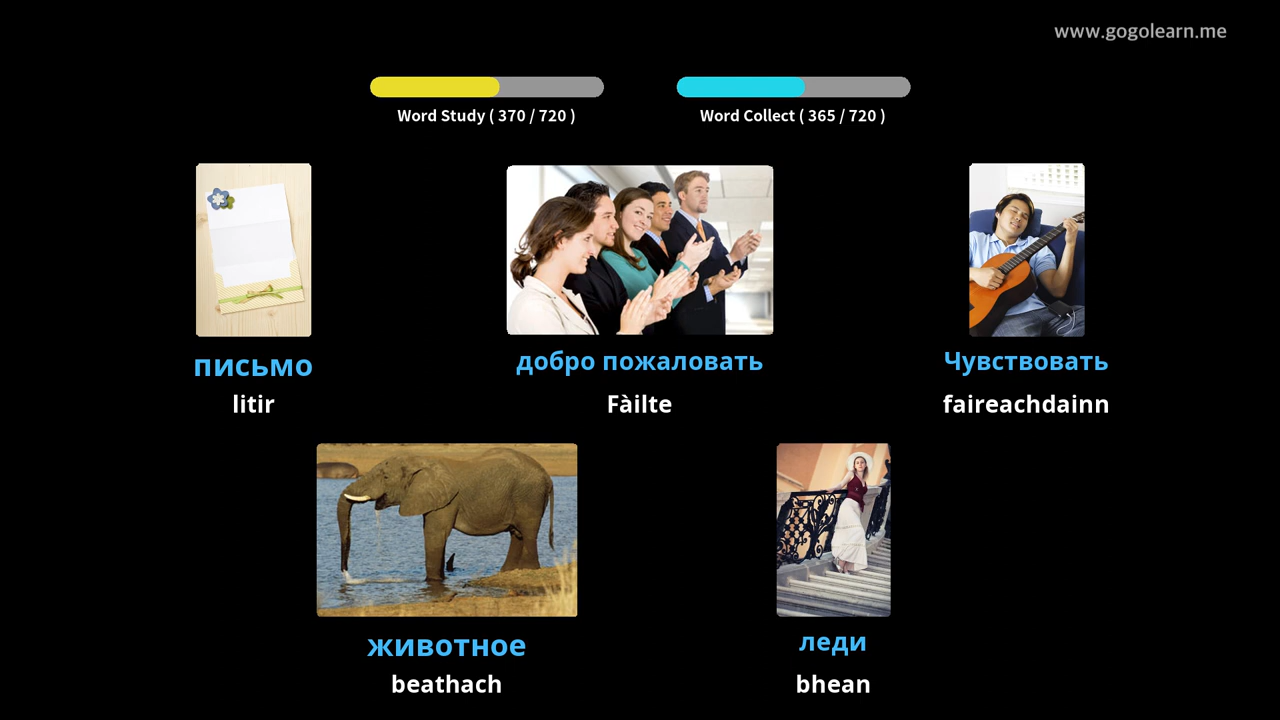 www.gogolearn.me
Word Study ( 370 / 720 )
Word Collect ( 365 / 720 )
письмо
добро пожаловать
Чувствовать
litir
Fàilte
faireachdainn
животное
леди
beathach
bhean